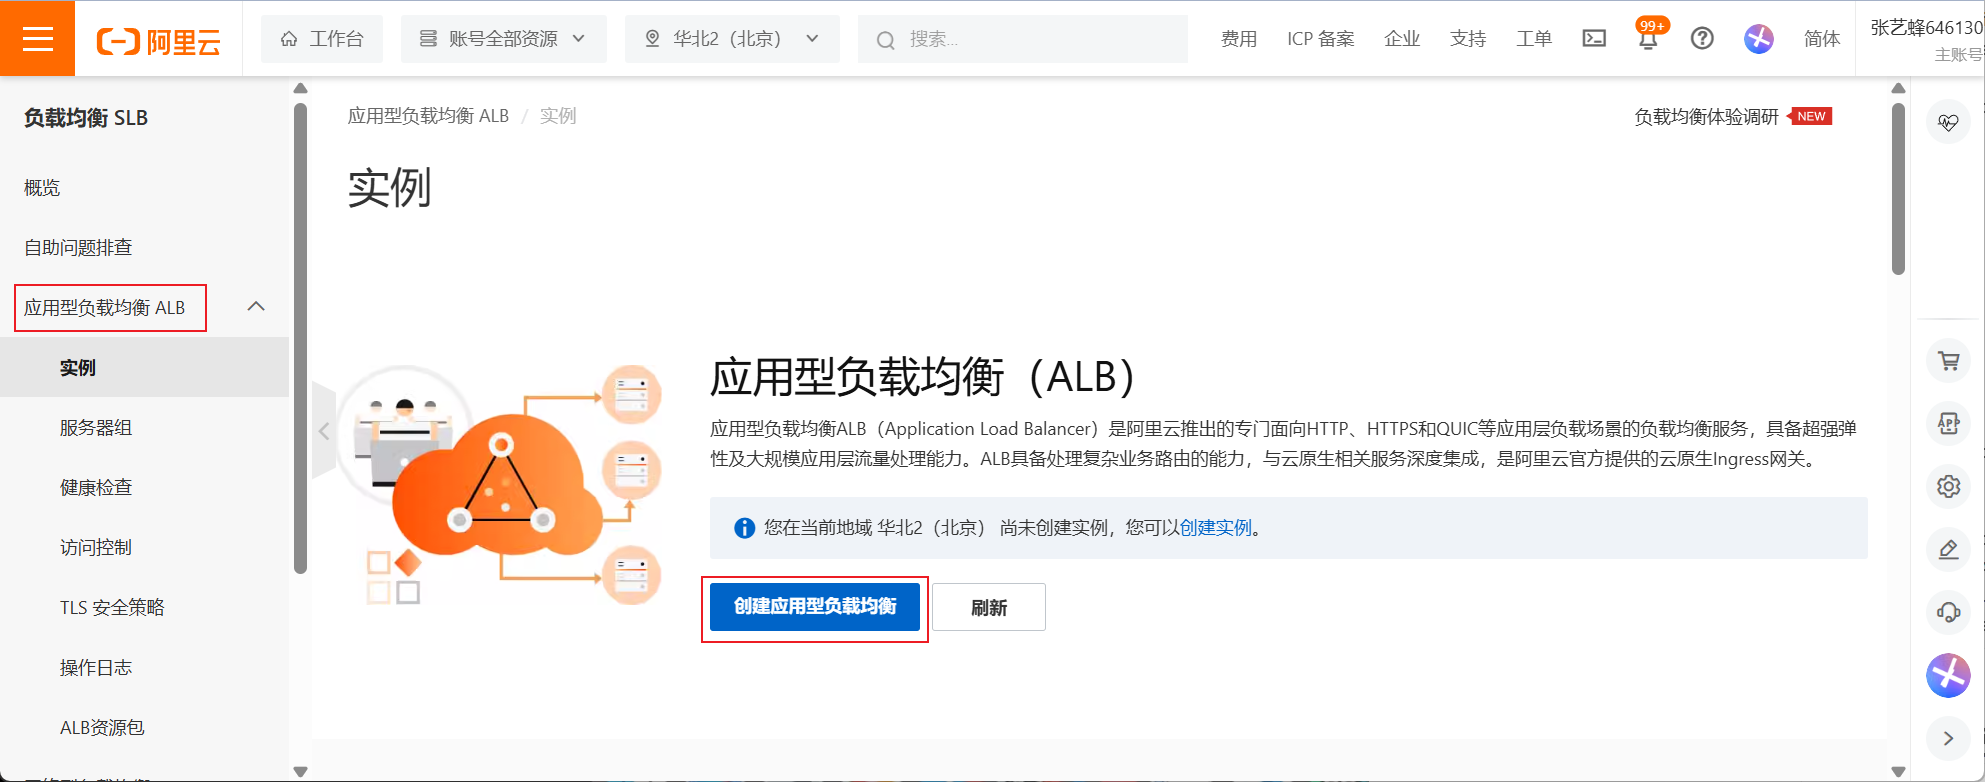 阿里云
工作台
账号全部资源
华北2（北京）
搜索...
费用
ICP 备案
企业
支持
工单
99+
简体
张艺蜂646130
主账号
负载均衡 SLB
概览
自助问题排查
应用型负载均衡 ALB
实例
服务器组
健康检查
访问控制
TLS 安全策略
操作日志
ALB资源包
应用型负载均衡 ALB / 实例
负载均衡体验调研 NEW
实例
应用型负载均衡（ALB）
应用型负载均衡ALB（Application Load Balancer）是阿里云推出的专门面向HTTP、HTTPS和QUIC等应用层负载场景的负载均衡服务，具备超强弹
性及大规模应用层流量处理能力。ALB具备处理复杂业务路由的能力，与云原生相关服务深度集成，是阿里云官方提供的云原生Ingress网关。
您在当前地域 华北2（北京） 尚未创建实例，您可以创建实例。
创建应用型负载均衡
刷新
APP